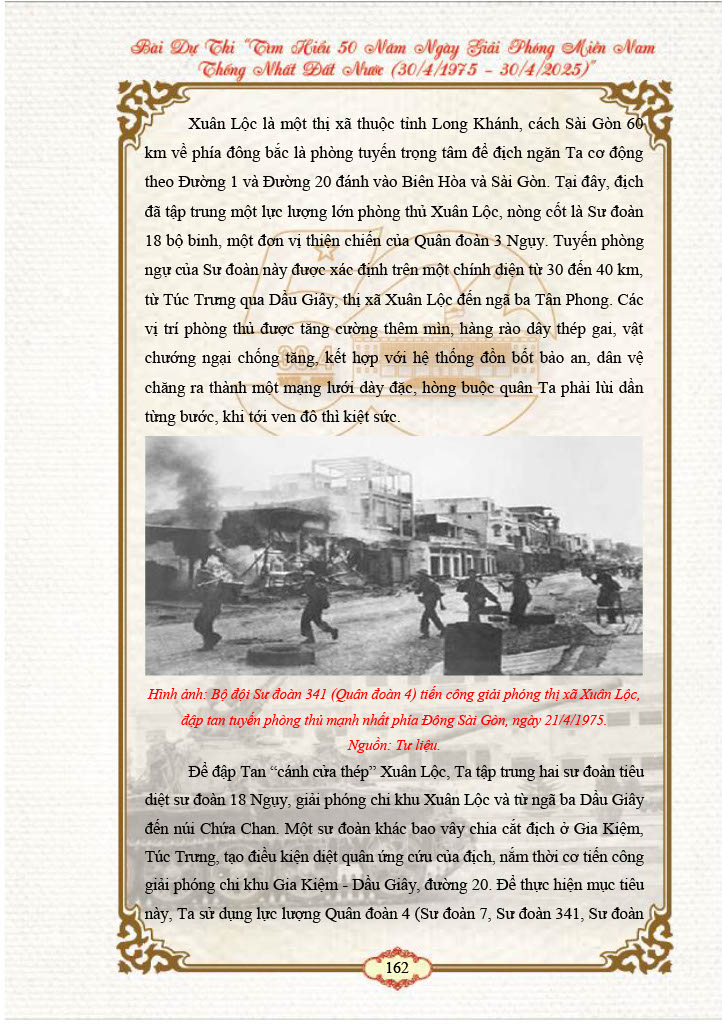 Bài Dự Thi "Tìm Hiểu 50 Năm Ngày Giải Phóng Miền Nam
Thống Nhất Đất Nước (30/4/1975 – 30/4/2025)"
Xuân Lộc là một thị xã thuộc tỉnh Long Khánh, cách Sài Gòn 60
km về phía đông bắc là phòng tuyến trọng tâm để địch ngăn Ta cơ động
theo Đường 1 và Đường 20 đánh vào Biên Hòa và Sài Gòn. Tại đây, địch
đã tập trung một lực lượng lớn phòng thủ Xuân Lộc, nòng cốt là Sư đoàn
18 bộ binh, một đơn vị thiện chiến của Quân đoàn 3 Ngụy. Tuyến phòng
ngự của Sư đoàn này được xác định trên một chính diện từ 30 đến 40 km,
từ Túc Trưng qua Dầu Giây, thị xã Xuân Lộc đến ngã ba Tân Phong. Các
vị trí phòng thủ được tăng cường thêm mìn, hàng rào dây thép gai, vật
chướng ngại chống tăng, kết hợp với hệ thống đồn bốt bảo an, dân vệ
chăng ra thành một mạng lưới dày đặc, hòng buộc quân Ta phải lùi dần
từng bước, khi tới ven đô thì kiệt sức.
30.4
Hình ảnh: Bộ đội Sư đoàn 341 (Quân đoàn 4) tiến công giải phóng thị xã Xuân Lộc,
đập tan tuyến phòng thủ mạnh nhất phía Đông Sài Gòn, ngày 21/4/1975.
Nguồn: Tư liệu.
Để đập Tan “cánh cửa thép” Xuân Lộc, Ta tập trung hai sư đoàn tiêu
diệt sư đoàn 18 Ngụy, giải phóng chi khu Xuân Lộc và từ ngã ba Dầu Giây
đến núi Chứa Chan. Một sư đoàn khác bao vây chia cắt địch ở Gia Kiệm,
Túc Trưng, tạo điều kiện diệt quân ứng cứu của địch, nắm thời cơ tiến công
giải phóng chi khu Gia Kiệm - Dầu Giây, đường 20. Để thực hiện mục tiêu
này, Ta sử dụng lực lượng Quân đoàn 4 (Sư đoàn 7, Sư đoàn 341, Sư đoàn
162